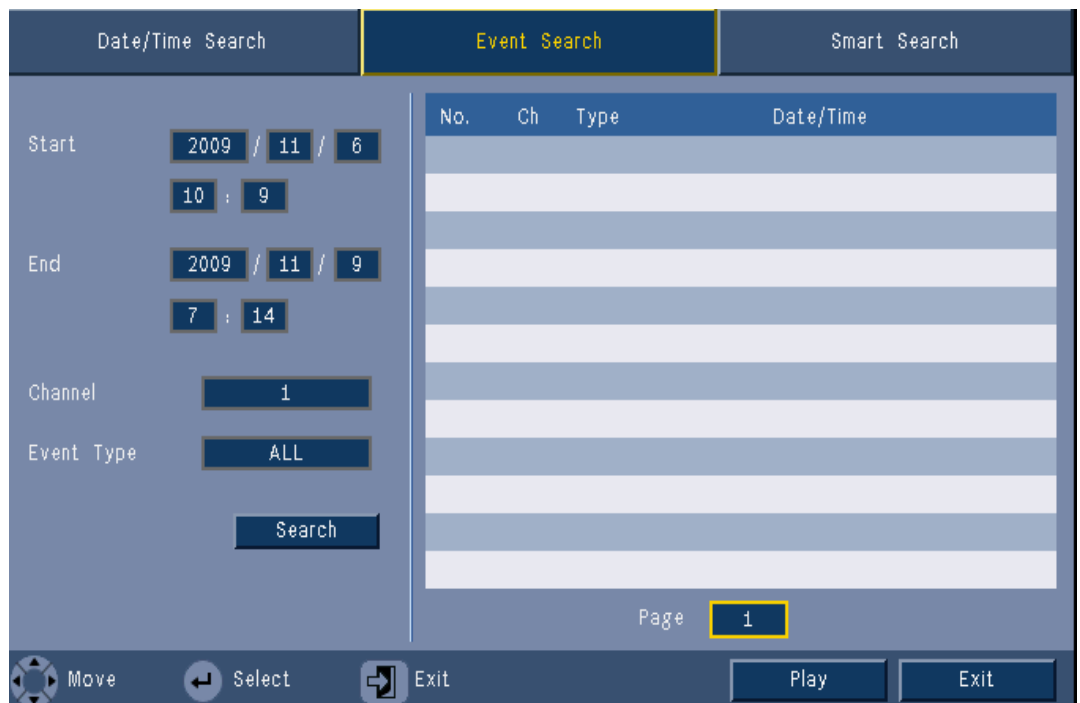 Date/Time Search Event Search Smart Search
Start 2009 / 11 / 6
10 : 9
End 2009 / 11 / 9
7 : 14
Channel 1
Event Type ALL
Search
No. Ch Type Date/Time
Page 1
Move Select Exit Play Exit